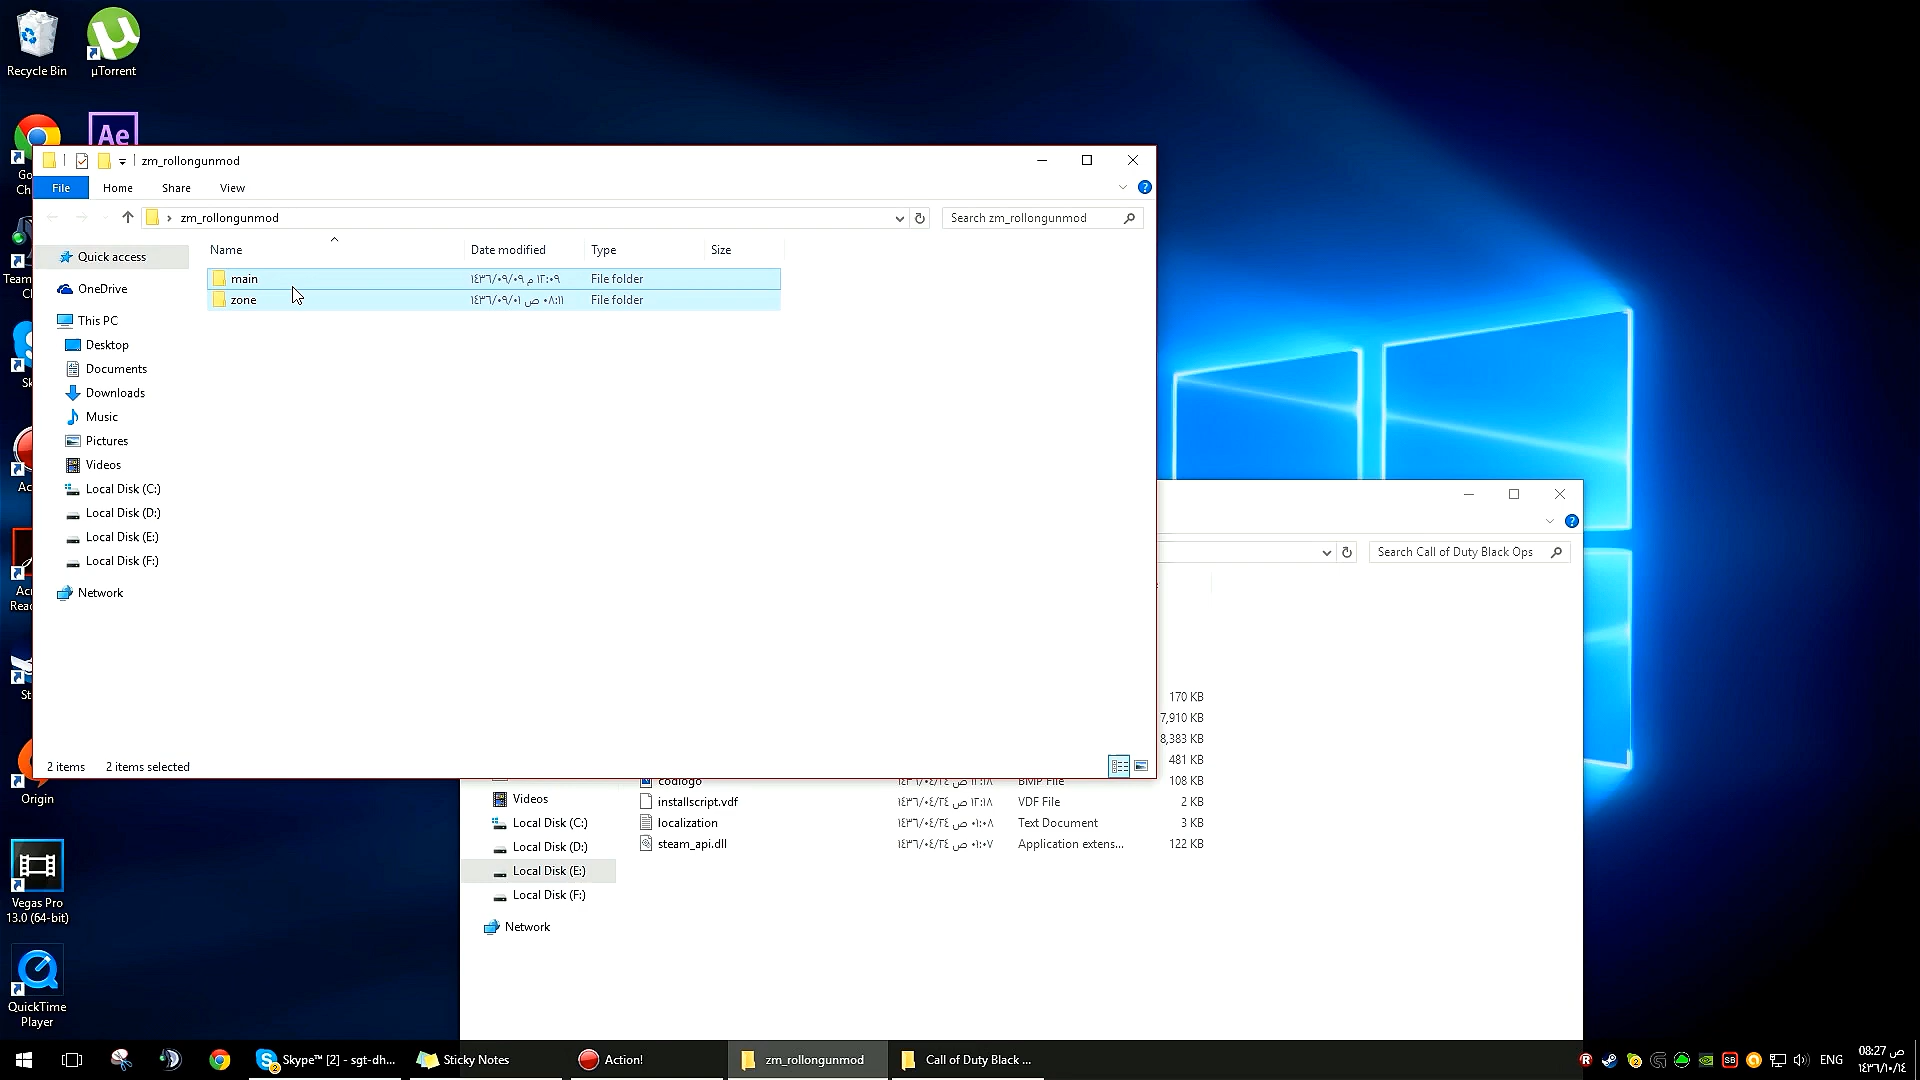 Recycle Bin
µTorrent
Ae
zm_rollongunmod
File
Home
Share
View
zm_rollongunmod
Search zm_rollongunmod
Name
Date modified
Type
Size
main
١٤٣٦/٠٩/٠٩ م ١٢:٠٩
File folder
zone
١٤٣٦/٠٩/٠١ ص ٠٨:١١
File folder
Quick access
OneDrive
This PC
Desktop
Documents
Downloads
Music
Pictures
Videos
Local Disk (C:)
Local Disk (D:)
Local Disk (E:)
Local Disk (F:)
Network
2 items
2 items selected
Search Call of Duty Black Ops
170 KB
7,910 KB
8,383 KB
481 KB
codlogo
١٤٣٦/٠٤/٢٤ ص ١٢:١٨
BMP File
108 KB
installscript.vdf
١٤٣٦/٠٤/٢٤ ص ١٢:١٨
VDF File
2 KB
localization
١٤٣٦/٠٤/٢٤ ص ٠١:٠٨
Text Document
3 KB
steam_api.dll
١٤٣٦/٠٤/٢٤ ص ٠١:٠٧
Application extens...
122 KB
Videos
Local Disk (C:)
Local Disk (D:)
Local Disk (E:)
Local Disk (F:)
Network
Origin
Vegas Pro
13.0 (64-bit)
QuickTime
Player
Skype™ [2] - sgt-dh...
Sticky Notes
Action!
zm_rollongunmod
Call of Duty Black ...
ENG
08:27 ص
١٤٣٦/١٠/١٤